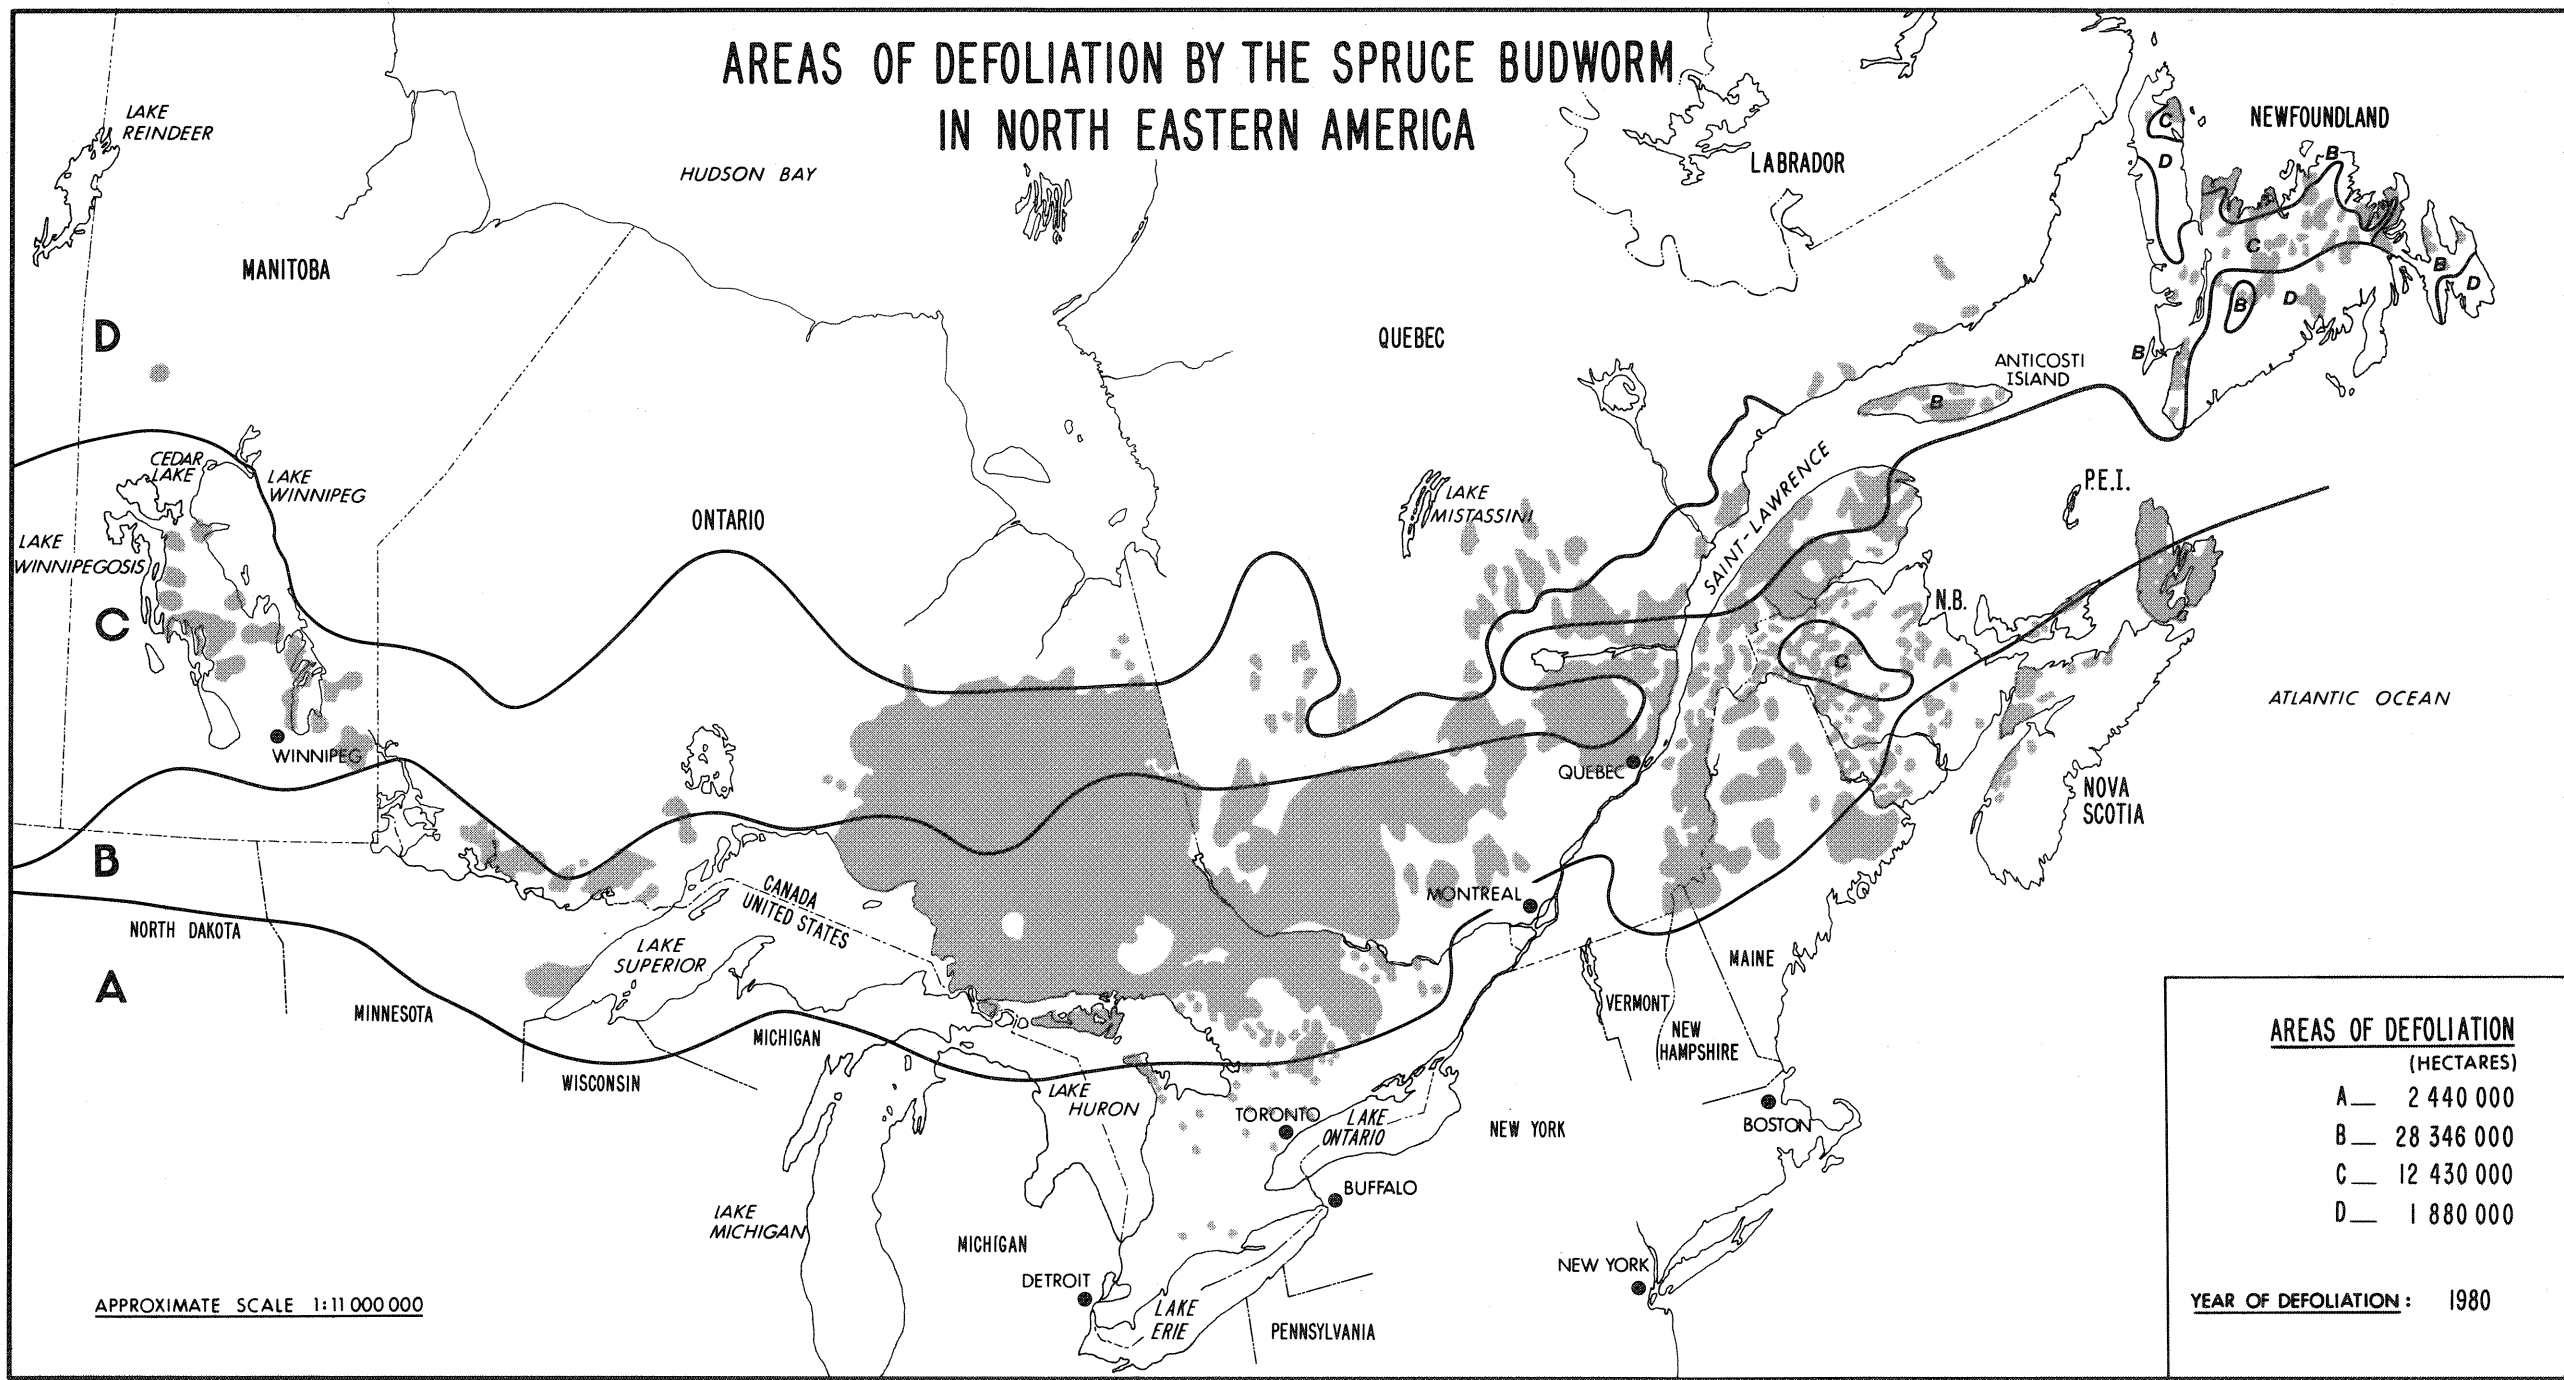 AREAS OF DEFOLIATION BY THE SPRUCE BUDWORM
IN NORTH EASTERN AMERICA
LAKE
REINDEER
HUDSON BAY
LABRADOR
NEWFOUNDLAND
C
D
B
MANITOBA
C
B
D
B
D
B
D
QUEBEC
ANTICOSTI
ISLAND
B
CEDAR
LAKE
LAKE
WINNIPEG
LAKE
MISTASSINI
SAINT-LAWRENCE
P.E.I.
ONTARIO
LAKE
WINNIPEGOSIS
C
N.B.
C
ATLANTIC OCEAN
WINNIPEG
QUEBEC
NOVA
SCOTIA
B
CANADA
UNITED STATES
MONTREAL
NORTH DAKOTA
LAKE
SUPERIOR
MAINE
A
MINNESOTA
MICHIGAN
VERMONT
NEW
HAMPSHIRE
WISCONSIN
LAKE
HURON
TORONTO
LAKE
ONTARIO
NEW YORK
BOSTON
BUFFALO
LAKE
MICHIGAN
MICHIGAN
DETROIT
NEW YORK
LAKE
ERIE
PENNSYLVANIA
APPROXIMATE SCALE 1:11 000 000
AREAS OF DEFOLIATION
(HECTARES)
A— 2 440 000
B— 28 346 000
C— 12 430 000
D— 1 880 000
YEAR OF DEFOLIATION: 1980